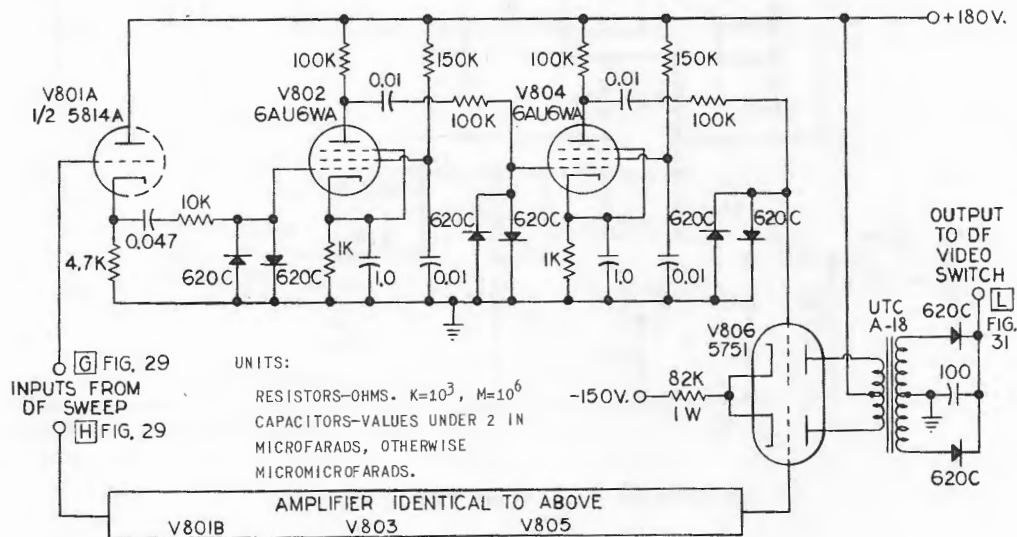 +180V.
100K
150K
100K
150K
V801A
1/2 5814A
V802
6AU6WA
0.01
100K
V804
6AU6WA
0.01
100K
10K
0.047
4.7K
620C
620C
1K
1.0
0.01
620C
620C
1K
1.0
0.01
620C
620C
OUTPUT
TO DF
VIDEO
SWITCH
L
FIG.
31
UTC
A-18
620C
100
620C
V806
5751
82K
1 W
-150V.
G FIG. 29
INPUTS FROM
DF SWEEP
H FIG. 29
UNITS:
RESISTORS-OHMS. K=10³, M=10⁶
CAPACITORS-VALUES UNDER 2 IN
MICROFARADS, OTHERWISE
MICROMICROFARADS.
AMPLIFIER IDENTICAL TO ABOVE
V801B V803 V805